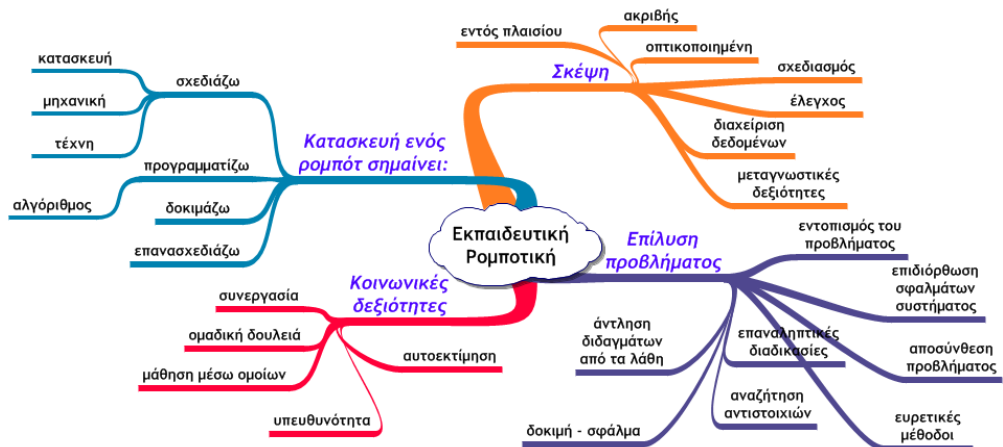 Εκπαιδευτική
Ρομποτική
Κατασκευή ενός
ρομπότ σημαίνει:
σχεδιάζω
κατασκευή
μηχανική
τέχνη
προγραμματίζω
αλγόριθμος
δοκιμάζω
επανασχεδιάζω
Σκέψη
εντός πλαισίου
ακριβής
οπτικοποιημένη
σχεδιασμός
έλεγχος
διαχείριση
δεδομένων
μεταγνωστικές
δεξιότητες
Κοινωνικές
δεξιότητες
συνεργασία
ομαδική δουλειά
μάθηση μέσω ομοίων
υπευθυνότητα
αυτοεκτίμηση
Επίλυση
προβλήματος
εντοπισμός του
προβλήματος
επιδιόρθωση
σφαλμάτων
συστήματος
αποσύνθεση
προβλήματος
ευρετικές
μέθοδοι
επαναληπτικές
διαδικασίες
αναζήτηση
αντιστοιχιών
άντληση
διδαγμάτων
από τα λάθη
δοκιμή - σφάλμα